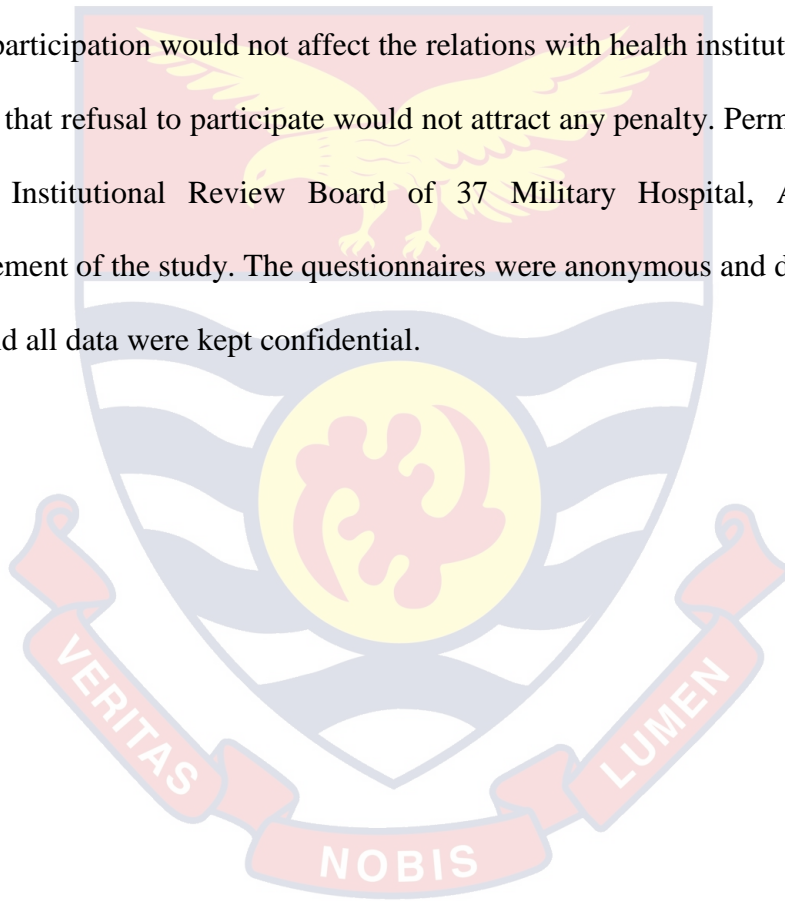 participation would not affect the relations with health institut
that refusal to participate would not attract any penalty. Perm
Institutional Review Board of 37 Military Hospital, A
ement of the study. The questionnaires were anonymous and d
d all data were kept confidential.
VERITAS
NOBIS
LUMEN